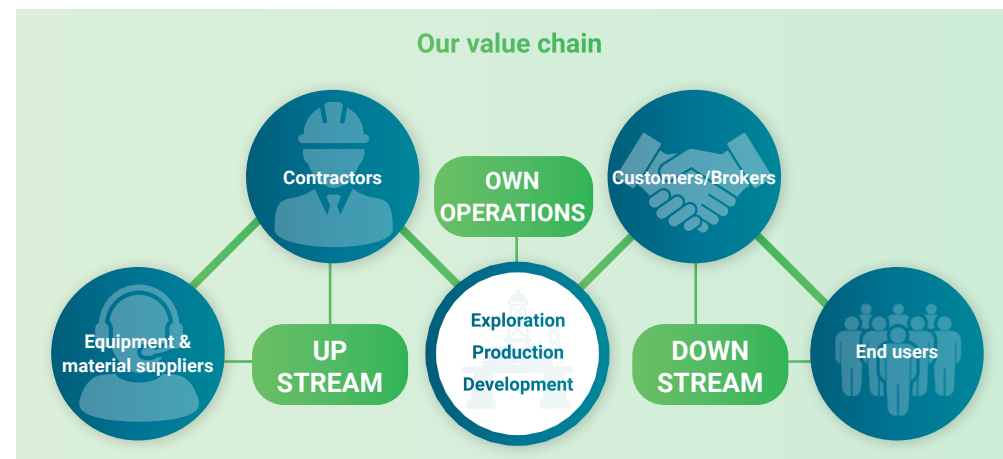 Our value chain
Contractors
OWN
OPERATIONS
Customers/Brokers
Equipment &
material suppliers
UP
STREAM
Exploration
Production
Development
DOWN
STREAM
End users